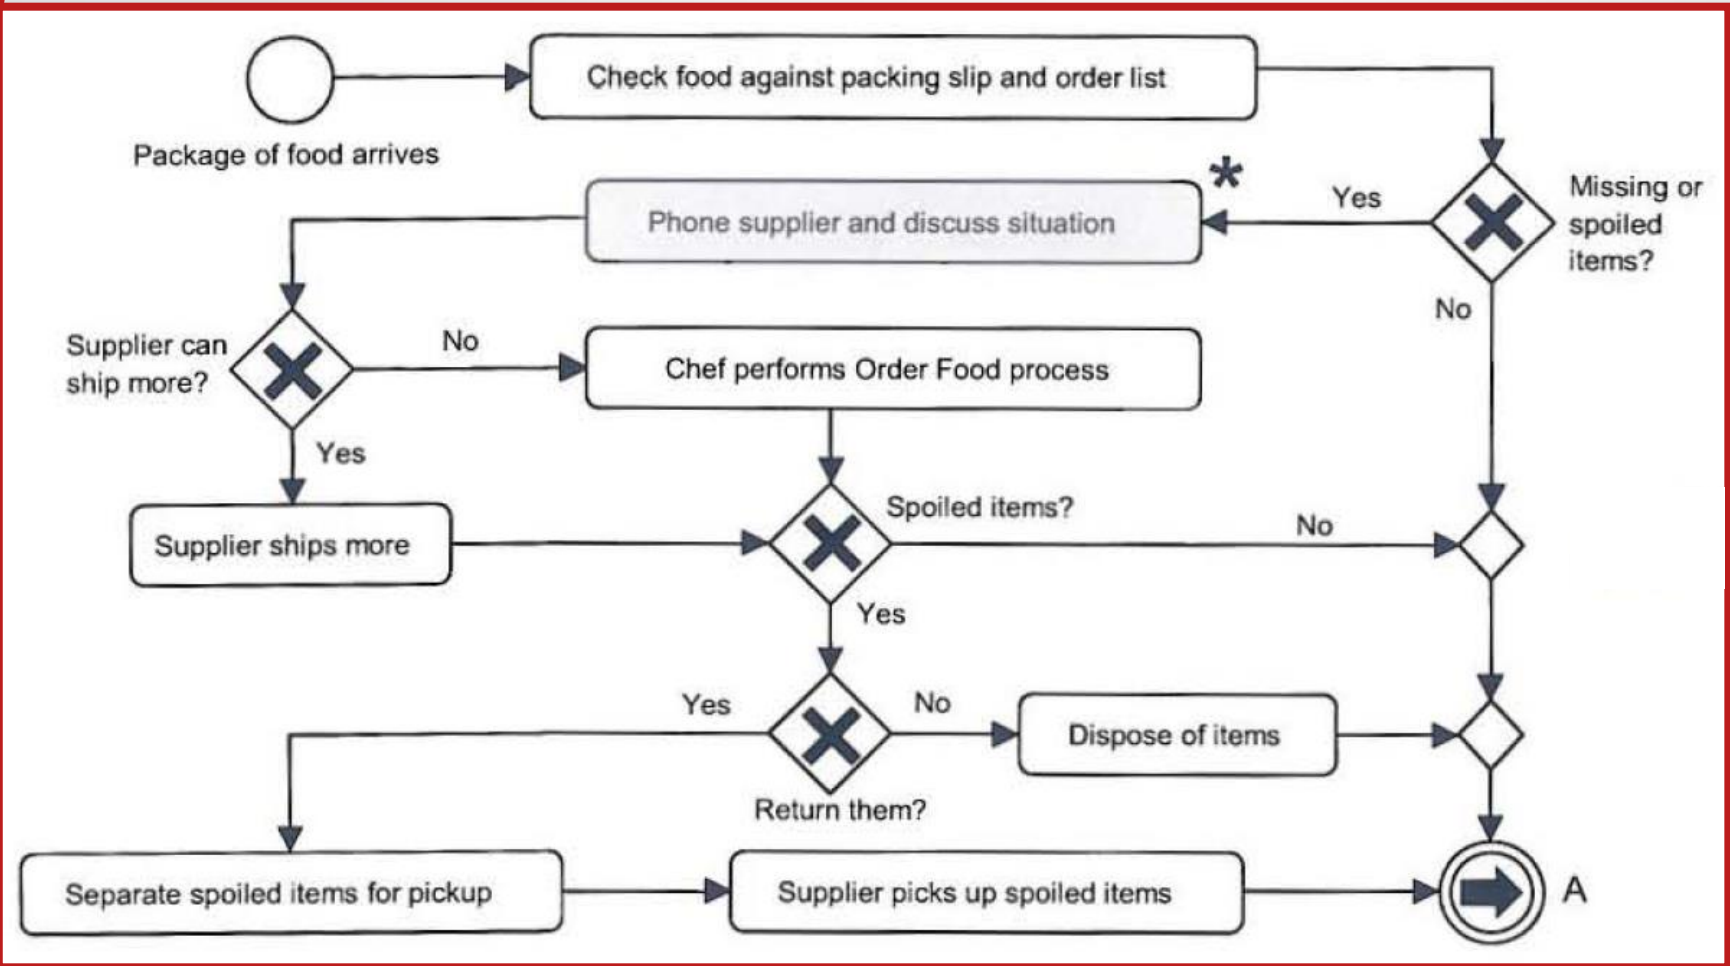 Check food against packing slip and order list
Package of food arrives
*
Phone supplier and discuss situation
Yes
Missing or
spoiled
items?
No
Supplier can
ship more?
No
Chef performs Order Food process
Yes
Spoiled items?
No
Supplier ships more
Yes
Yes
No
Dispose of items
Return them?
Separate spoiled items for pickup
Supplier picks up spoiled items
A